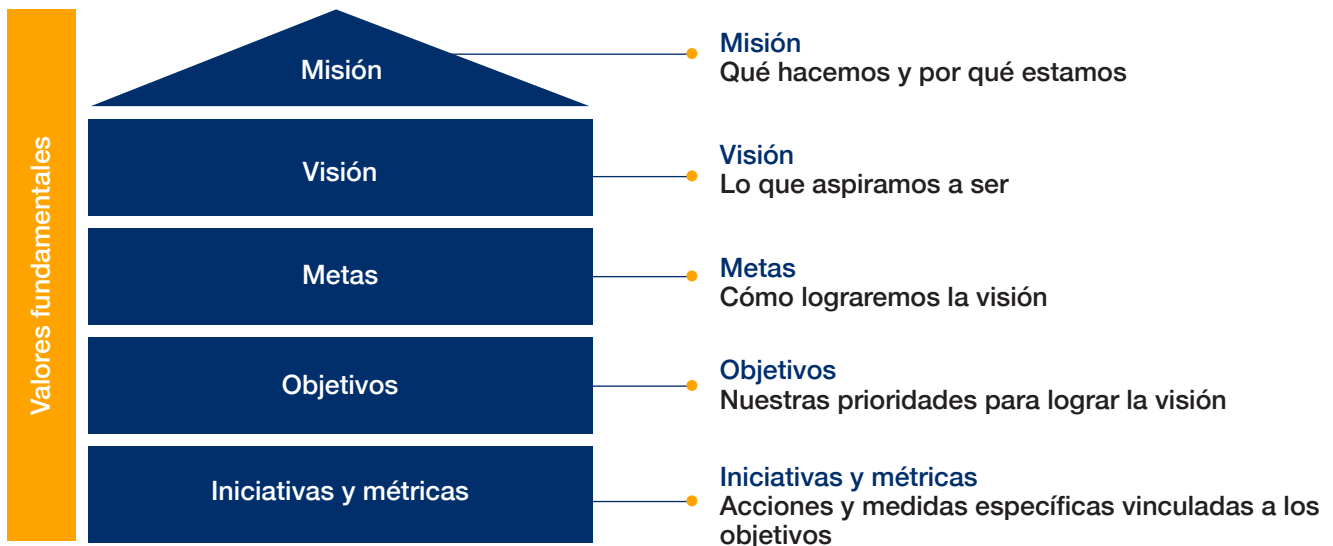 Valores fundamentales
Misión
Visión
Metas
Objetivos
Iniciativas y métricas
Misión
Qué hacemos y por qué estamos
Visión
Lo que aspiramos a ser
Metas
Cómo lograremos la visión
Objetivos
Nuestras prioridades para lograr la visión
Iniciativas y métricas
Acciones y medidas específicas vinculadas a los
objetivos